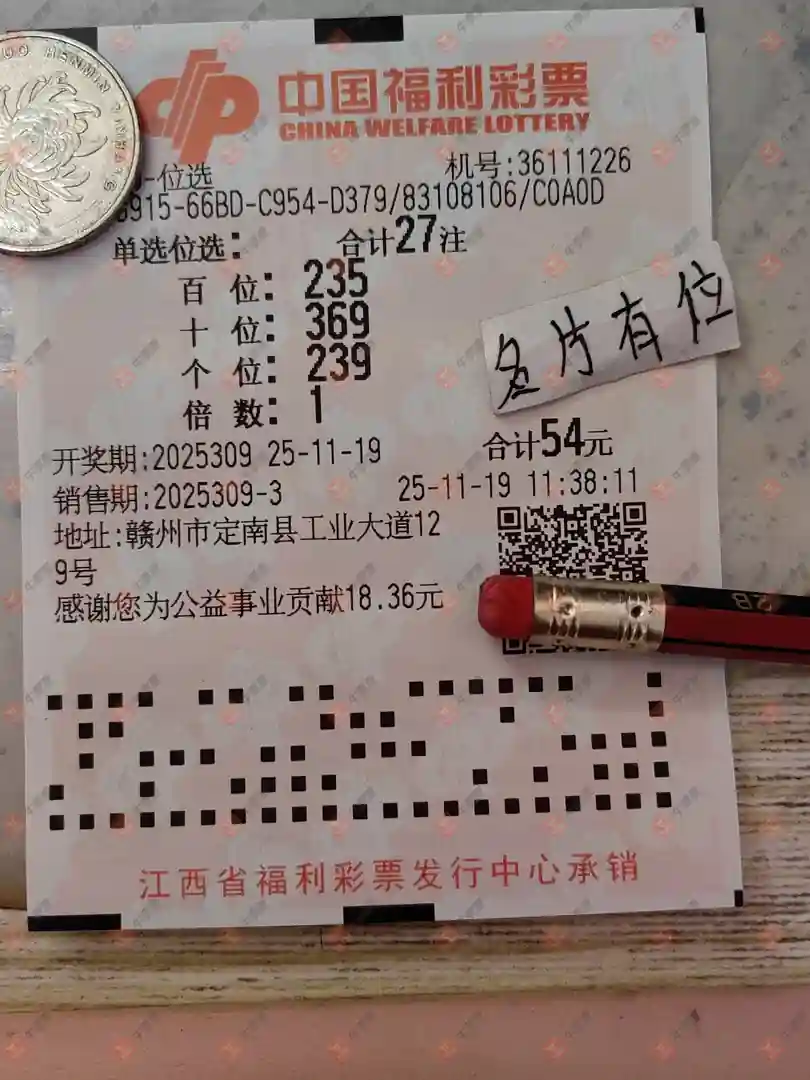 中国福利彩票
CHINA WELFARE LOTTERY
-位选 机号:36111226
915-66BD-C954-D379/83108106/C0A0D
单选位选: 合计27注
百 位: 235
十 位: 369
个 位: 239
倍 数: 1
名片有位
开奖期:2025309 25-11-19 合计54元
销售期:2025309-3 25-11-19 11:38:11
地址:赣州市定南县工业大道12
9号
感谢您为公益事业贡献18.36元
2B
江西省福利彩票发行中心承销